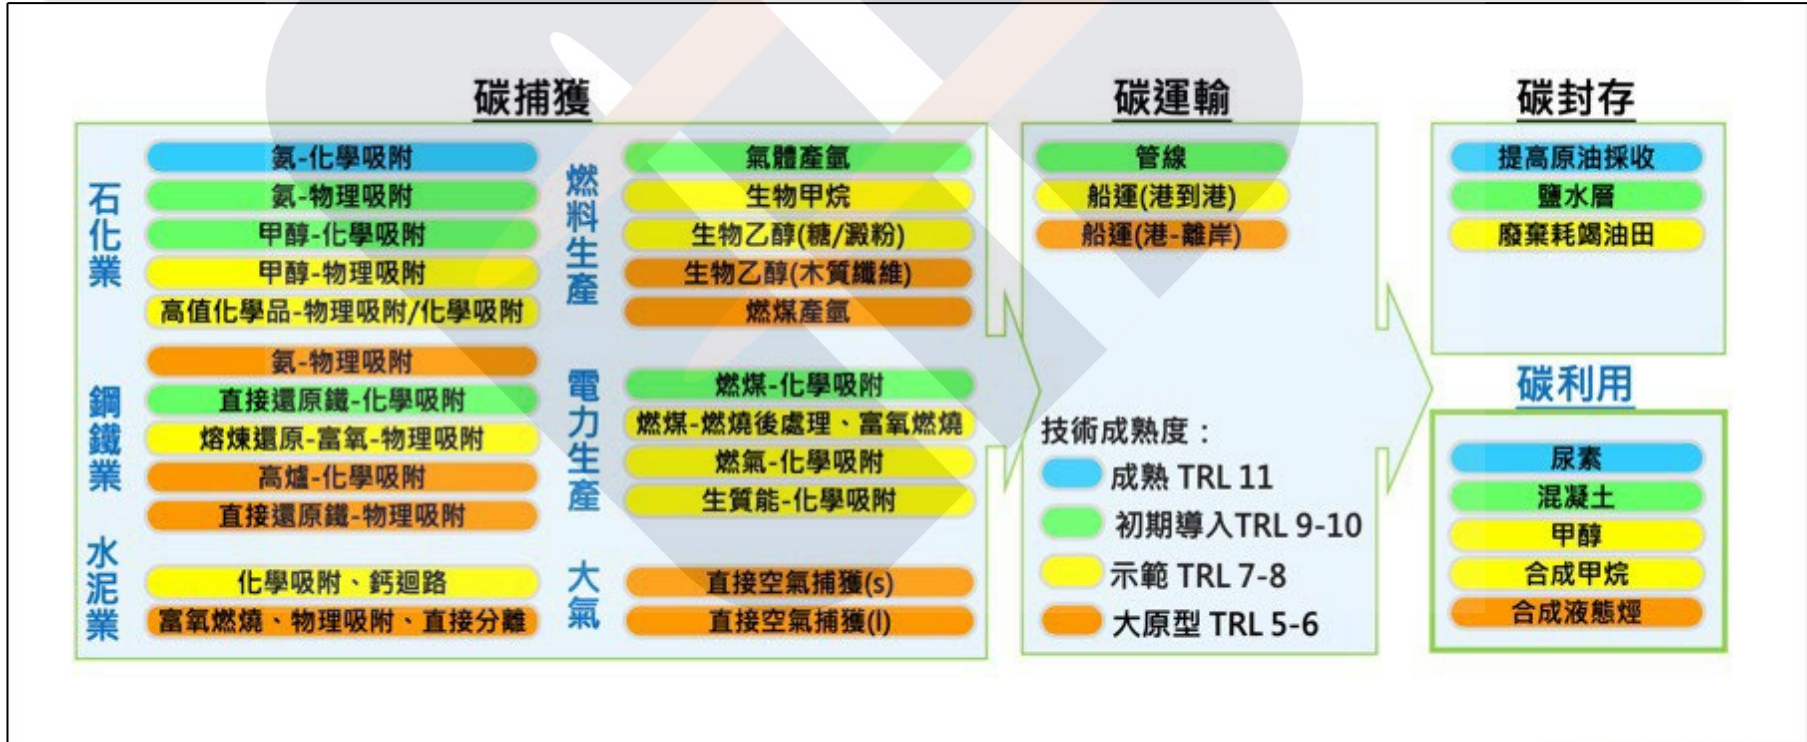 碳捕獲
石化業
氨-化學吸附
氨-物理吸附
甲醇-化學吸附
甲醇-物理吸附
高值化學品-物理吸附/化學吸附
鋼鐵業
氨-物理吸附
直接還原鐵-化學吸附
熔煉還原-富氧-物理吸附
高爐-化學吸附
直接還原鐵-物理吸附
水泥業
化學吸附、鈣迴路
富氧燃燒、物理吸附、直接分離
燃料生產
氣體產氫
生物甲烷
生物乙醇(糖/澱粉)
生物乙醇(木質纖維)
燃煤產氫
電力生產
燃煤-化學吸附
燃煤-燃燒後處理、富氧燃燒
燃氣-化學吸附
生質能-化學吸附
大氣
直接空氣捕獲(s)
直接空氣捕獲(l)
碳運輸
管線
船運(港到港)
船運(港-離岸)
技術成熟度：
成熟 TRL 11
初期導入TRL 9-10
示範 TRL 7-8
大原型 TRL 5-6
碳封存
提高原油採收
鹽水層
廢棄耗竭油田
碳利用
尿素
混凝土
甲醇
合成甲烷
合成液態烴